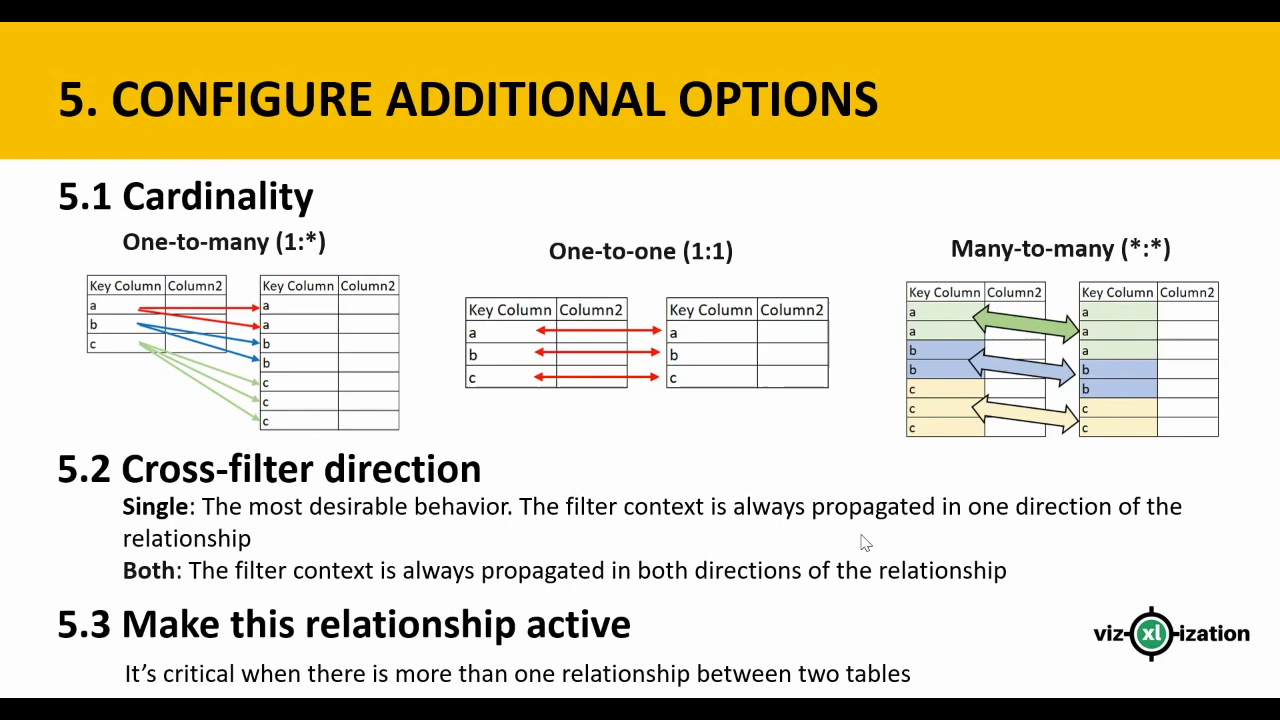 5. CONFIGURE ADDITIONAL OPTIONS
5.1 Cardinality
One-to-many (1:*)
Key Column Column2
a
b
c
Key Column Column2
a
a
b
b
c
c
c
One-to-one (1:1)
Key Column Column2
a
b
c
Key Column Column2
a
b
c
Many-to-many (*:*)
Key Column Column2
a
a
b
b
c
c
c
Key Column Column2
a
a
a
b
b
c
c
5.2 Cross-filter direction
Single: The most desirable behavior. The filter context is always propagated in one direction of the
relationship
Both: The filter context is always propagated in both directions of the relationship
5.3 Make this relationship active
It's critical when there is more than one relationship between two tables
viz-xl-ization